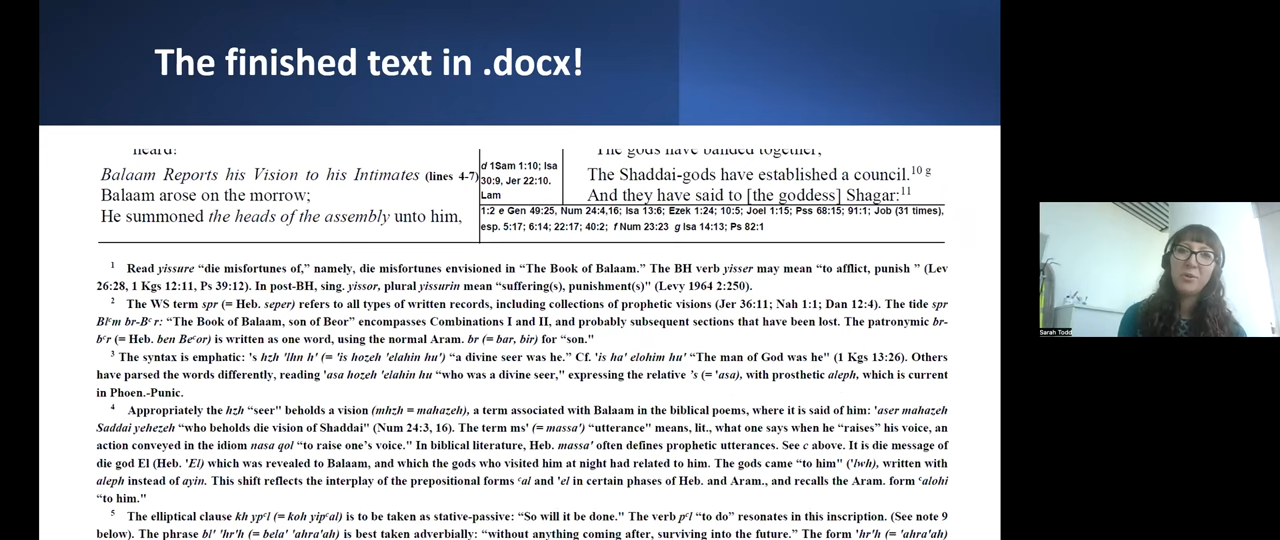 The finished text in .docx!
heard:
Balaam Reports his Vision to his Intimates (lines 4-7)
Balaam arose on the morrow;
He summoned the heads of the assembly unto him,
d 1Sam 1:10; Isa
30:9, Jer 22:10.
Lam
The gods have banded together,
The Shaddai-gods have established a council.10 g
And they have said to [the goddess] Shagar:11
1:2 e Gen 49:25, Num 24:4,16; Isa 13:6; Ezek 1:24; 10:5; Joel 1:15; Pss 68:15; 91:1; Job (31 times),
esp. 5:17; 6:14; 22:17; 40:2; f Num 23:23 g Isa 14:13; Ps 82:1
1 Read yissure “die misfortunes of,” namely, die misfortunes envisioned in “The Book of Balaam.” The BH verb yisser may mean “to afflict, punish ” (Lev
26:28, 1 Kgs 12:11, Ps 39:12). In post-BH, sing. yissor, plural yissurin mean “suffering(s), punishment(s)" (Levy 1964 2:250).
2 The WS term spr (= Heb. seper) refers to all types of written records, including collections of prophetic visions (Jer 36:11; Nah 1:1; Dan 12:4). The tide spr
Blᶜm br-Bᶜr: “The Book of Balaam, son of Beor” encompasses Combinations I and II, and probably subsequent sections that have been lost. The patronymic br-
bᶜr (= Heb. ben Beᶜor) is written as one word, using the normal Aram. br (= bar, bir) for “son.”
3 The syntax is emphatic: 's hzh 'lhn h' (= 'is hozeh 'elahin hu') “a divine seer was he.” Cf. 'is ha' elohim hu' “The man of God was he" (1 Kgs 13:26). Others
have parsed the words differently, reading 'asa hozeh 'elahin hu “who was a divine seer,” expressing the relative 's (= 'asa), with prosthetic aleph, which is current
in Phoen.-Punic.
4 Appropriately the hzh “seer” beholds a vision (mhzh = mahazeh), a term associated with Balaam in the biblical poems, where it is said of him: 'aser mahazeh
Saddai yehezeh “who beholds die vision of Shaddai” (Num 24:3, 16). The term ms' “utterance” means, lit., what one says when he “raises” his voice, an
action conveyed in the idiom nasa qol “to raise one’s voice.” In biblical literature, Heb. massa' often defines prophetic utterances. See c above. It is die message of
die god El (Heb. 'El) which was revealed to Balaam, and which the gods who visited him at night had related to him. The gods came “to him” ('lwh), written with
aleph instead of ayin. This shift reflects the interplay of the prepositional forms ᶜal and 'el in certain phases of Heb. and Aram., and recalls the Aram. form ᶜalohi
“to him."
5 The elliptical clause kh ypᶜl (= koh yipᶜal) is to be taken as stative-passive: “So will it be done.” The verb pᶜl “to do” resonates in this inscription. (See note 9
below). The phrase bl' 'hr'h (= bela' 'ahra'ah) is best taken adverbially: “without anything coming after, surviving into the future.” The form 'hr'h (= 'ahra'ah)
Sarah Todd